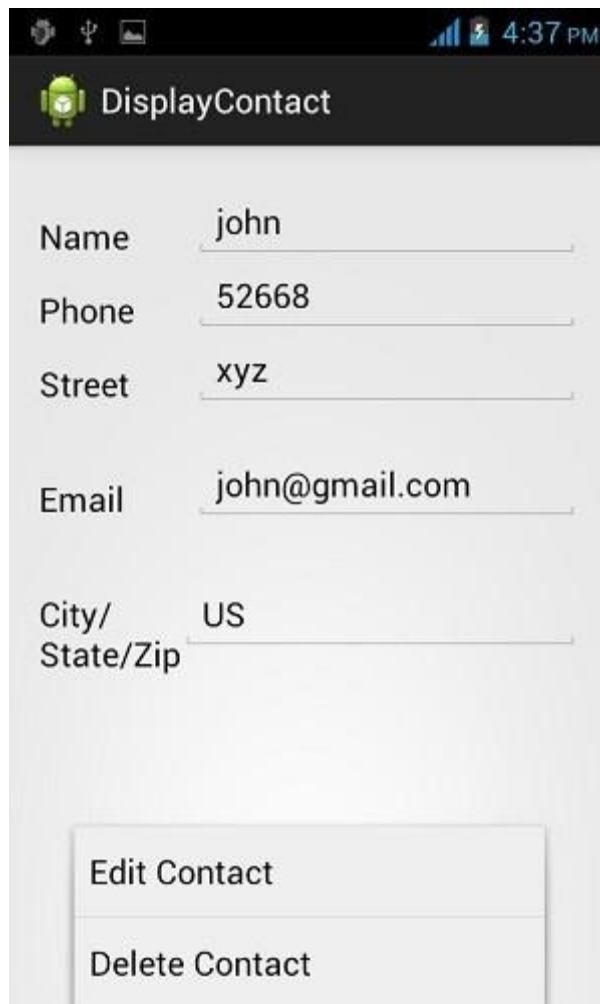 4:37 PM
DisplayContact
Name john
Phone 52668
Street xyz
Email john@gmail.com
City/ US
State/Zip
Edit Contact
Delete Contact